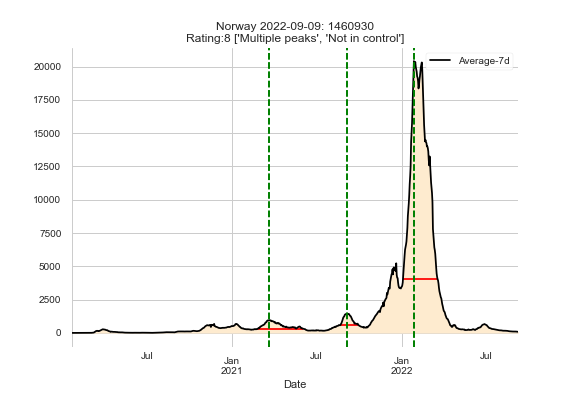 Norway 2022-09-09: 1460930
Rating:8 ['Multiple peaks', 'Not in control']
Average-7d
20000
17500
15000
12500
10000
7500
5000
2500
0
Jul
Jan
2021
Jul
Jan
2022
Jul
Date